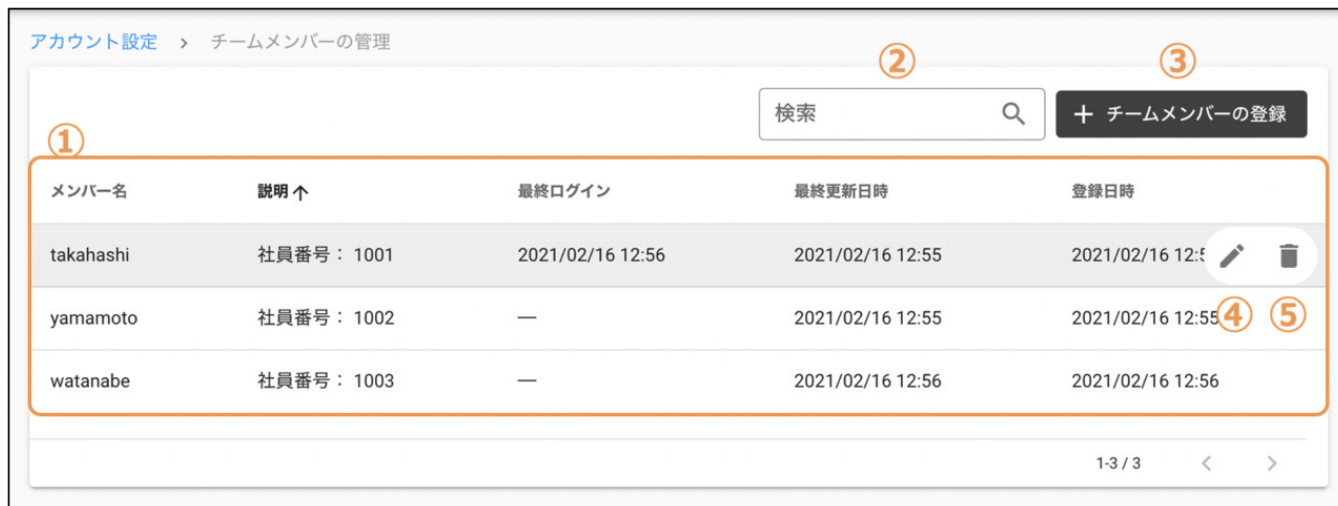 アカウント設定 › チームメンバーの管理
② ③
検索 + チームメンバーの登録
①
メンバー名 説明↑ 最終ログイン 最終更新日時 登録日時
takahashi 社員番号： 1001 2021/02/16 12:56 2021/02/16 12:55 2021/02/16 12:5
yamamoto 社員番号： 1002 — 2021/02/16 12:55 2021/02/16 12:55 ④ ⑤
watanabe 社員番号： 1003 — 2021/02/16 12:56 2021/02/16 12:56
1-3 / 3 < >